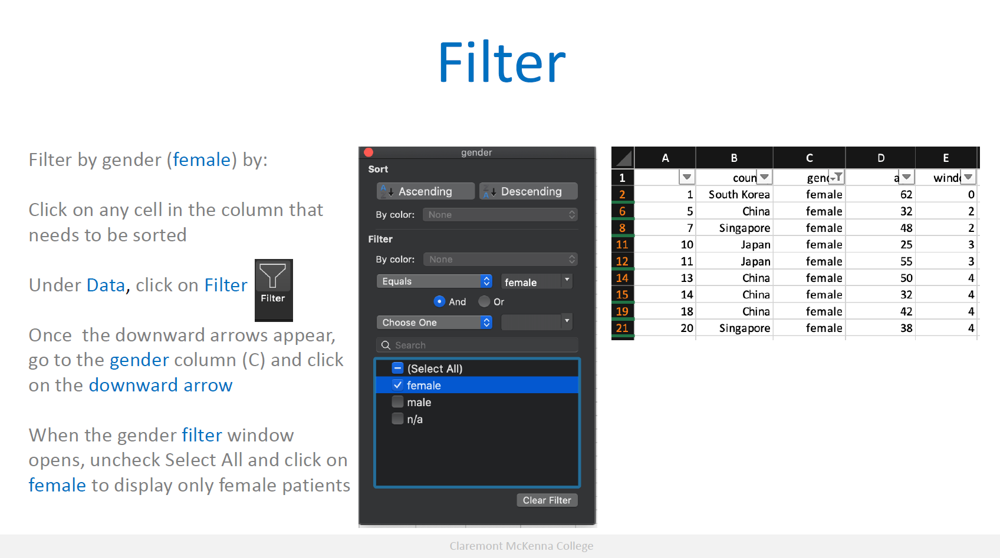 Filter
Filter by gender (female) by:
Click on any cell in the column that
needs to be sorted
Under Data, click on Filter
Filter
Once the downward arrows appear,
go to the gender column (C) and click
on the downward arrow
When the gender filter window
opens, uncheck Select All and click on
female to display only female patients
gender
Sort
A Z Ascending Z A Descending
By color: None
Filter
By color: None
Equals female
And Or
Choose One
Search
(Select All)
female
male
n/a
Clear Filter
A B C D E
1 coun gen a wind
2 1 South Korea female 62 0
6 5 China female 32 2
8 7 Singapore female 48 2
11 10 Japan female 25 3
12 11 Japan female 55 3
14 13 China female 50 4
15 14 China female 32 4
19 18 China female 42 4
21 20 Singapore female 38 4
Claremont McKenna College